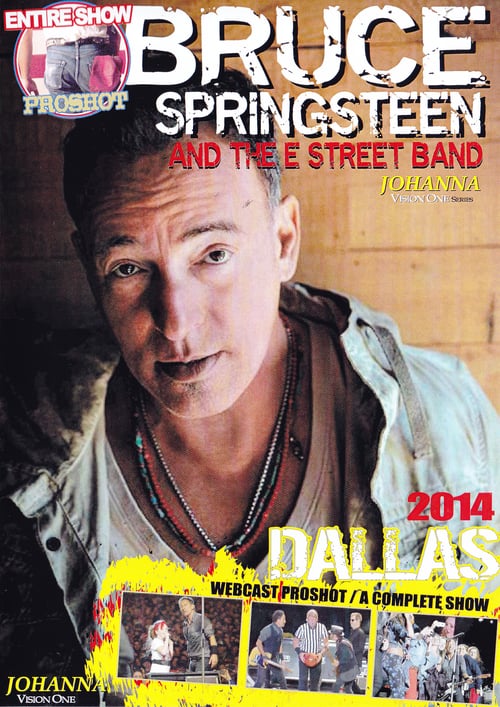 ENTIRE SHOW
PROSHOT
BRUCE
SPRINGSTEEN
AND THE E STREET BAND
JOHANNA
VISION ONE SERIES
2014
DALLAS
WEBCAST PROSHOT / A COMPLETE SHOW
JOHANNA
VISION ONE